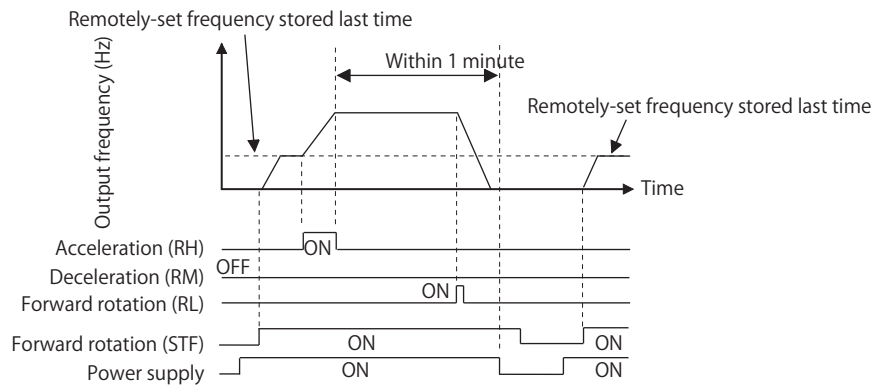 Remotely-set frequency stored last time
Output frequency (Hz)
Within 1 minute
Remotely-set frequency stored last time
Time
Acceleration (RH)
ON
Deceleration (RM)
OFF
Forward rotation (RL)
ON
Forward rotation (STF)
ON
ON
Power supply
ON
ON